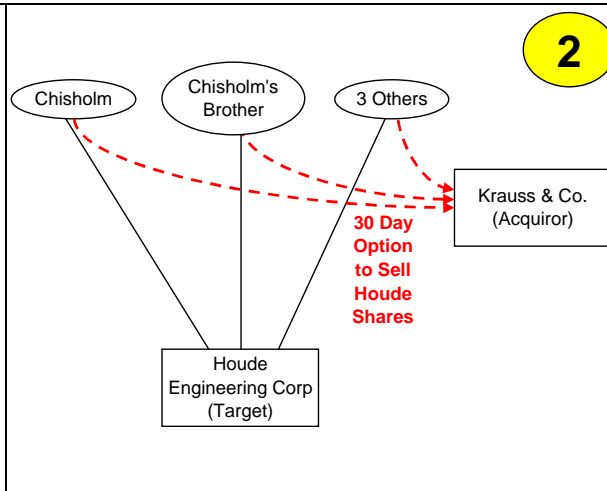 2
Chisholm
Chisholm's
Brother
3 Others
Krauss & Co.
(Acquiror)
30 Day
Option
to Sell
Houde
Shares
Houde
Engineering Corp
(Target)